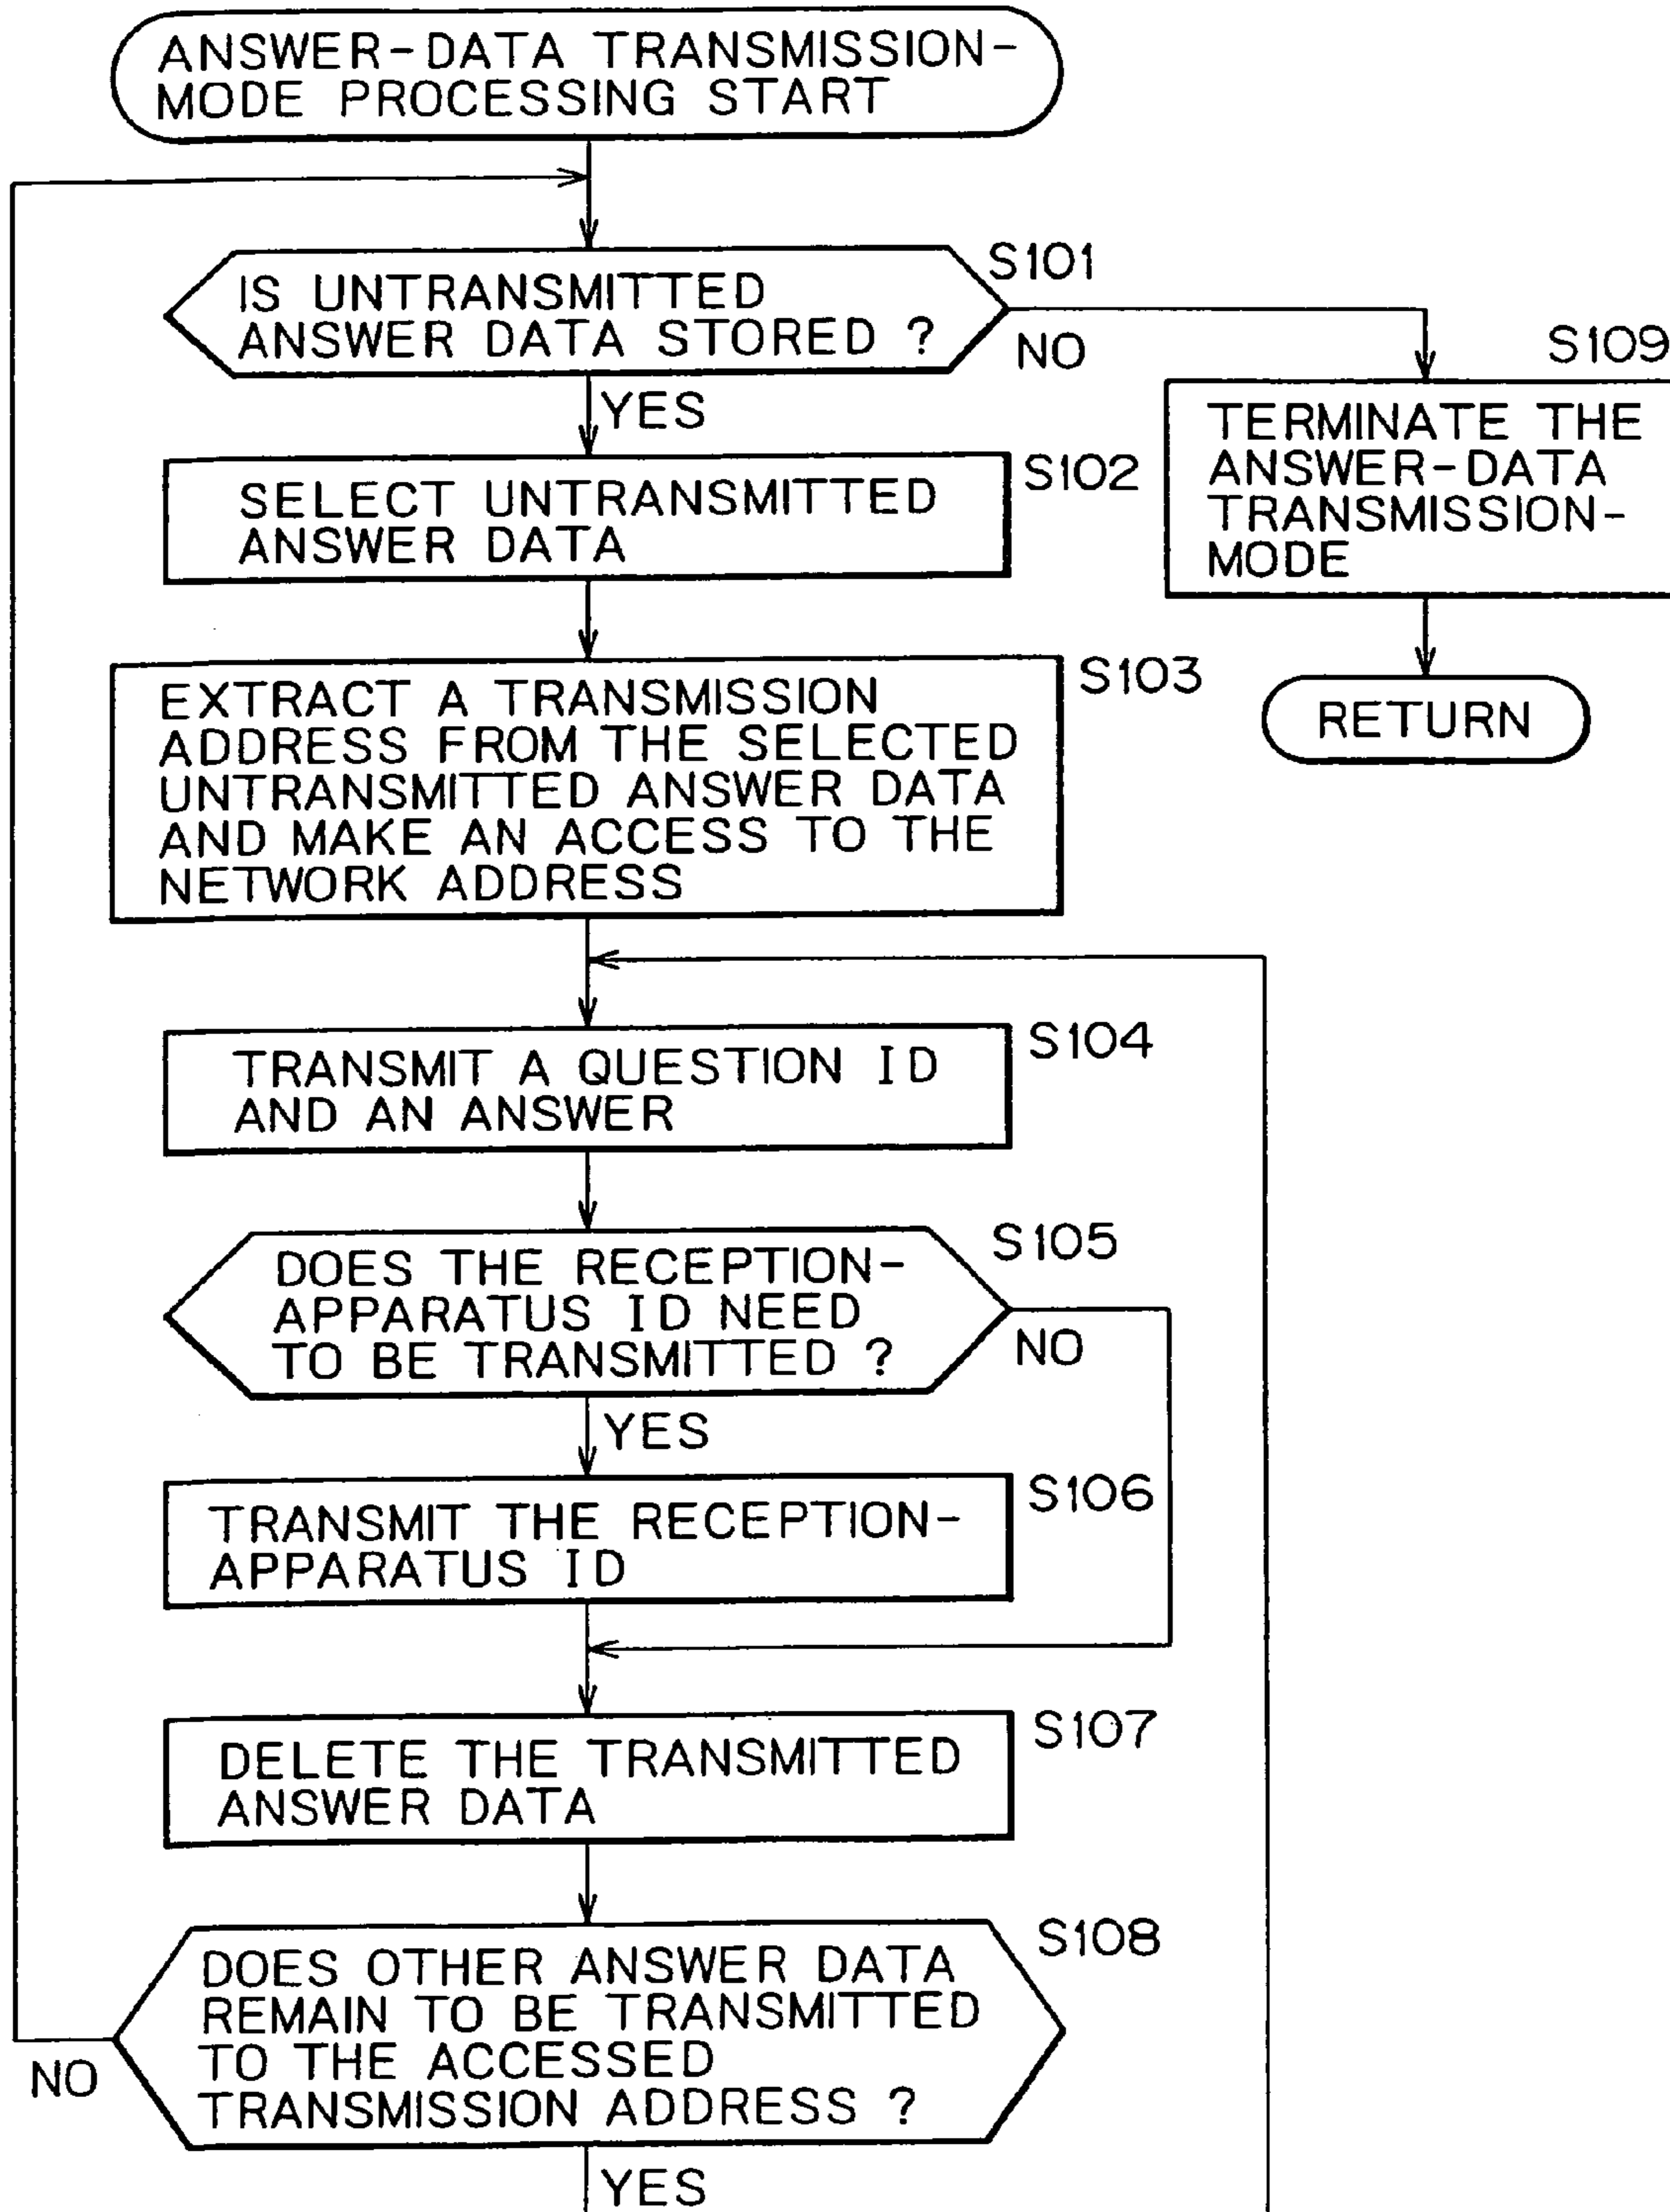 ANSWER-DATA TRANSMISSION-
MODE PROCESSING START
IS UNTRANSMITTED
ANSWER DATA STORED ?
S101
NO
YES
S109
TERMINATE THE
ANSWER-DATA
TRANSMISSION-
MODE
RETURN
SELECT UNTRANSMITTED
ANSWER DATA
S102
EXTRACT A TRANSMISSION
ADDRESS FROM THE SELECTED
UNTRANSMITTED ANSWER DATA
AND MAKE AN ACCESS TO THE
NETWORK ADDRESS
S103
TRANSMIT A QUESTION ID
AND AN ANSWER
S104
DOES THE RECEPTION-
APPARATUS ID NEED
TO BE TRANSMITTED ?
S105
NO
YES
TRANSMIT THE RECEPTION-
APPARATUS ID
S106
DELETE THE TRANSMITTED
ANSWER DATA
S107
DOES OTHER ANSWER DATA
REMAIN TO BE TRANSMITTED
TO THE ACCESSED
TRANSMISSION ADDRESS ?
S108
NO
YES